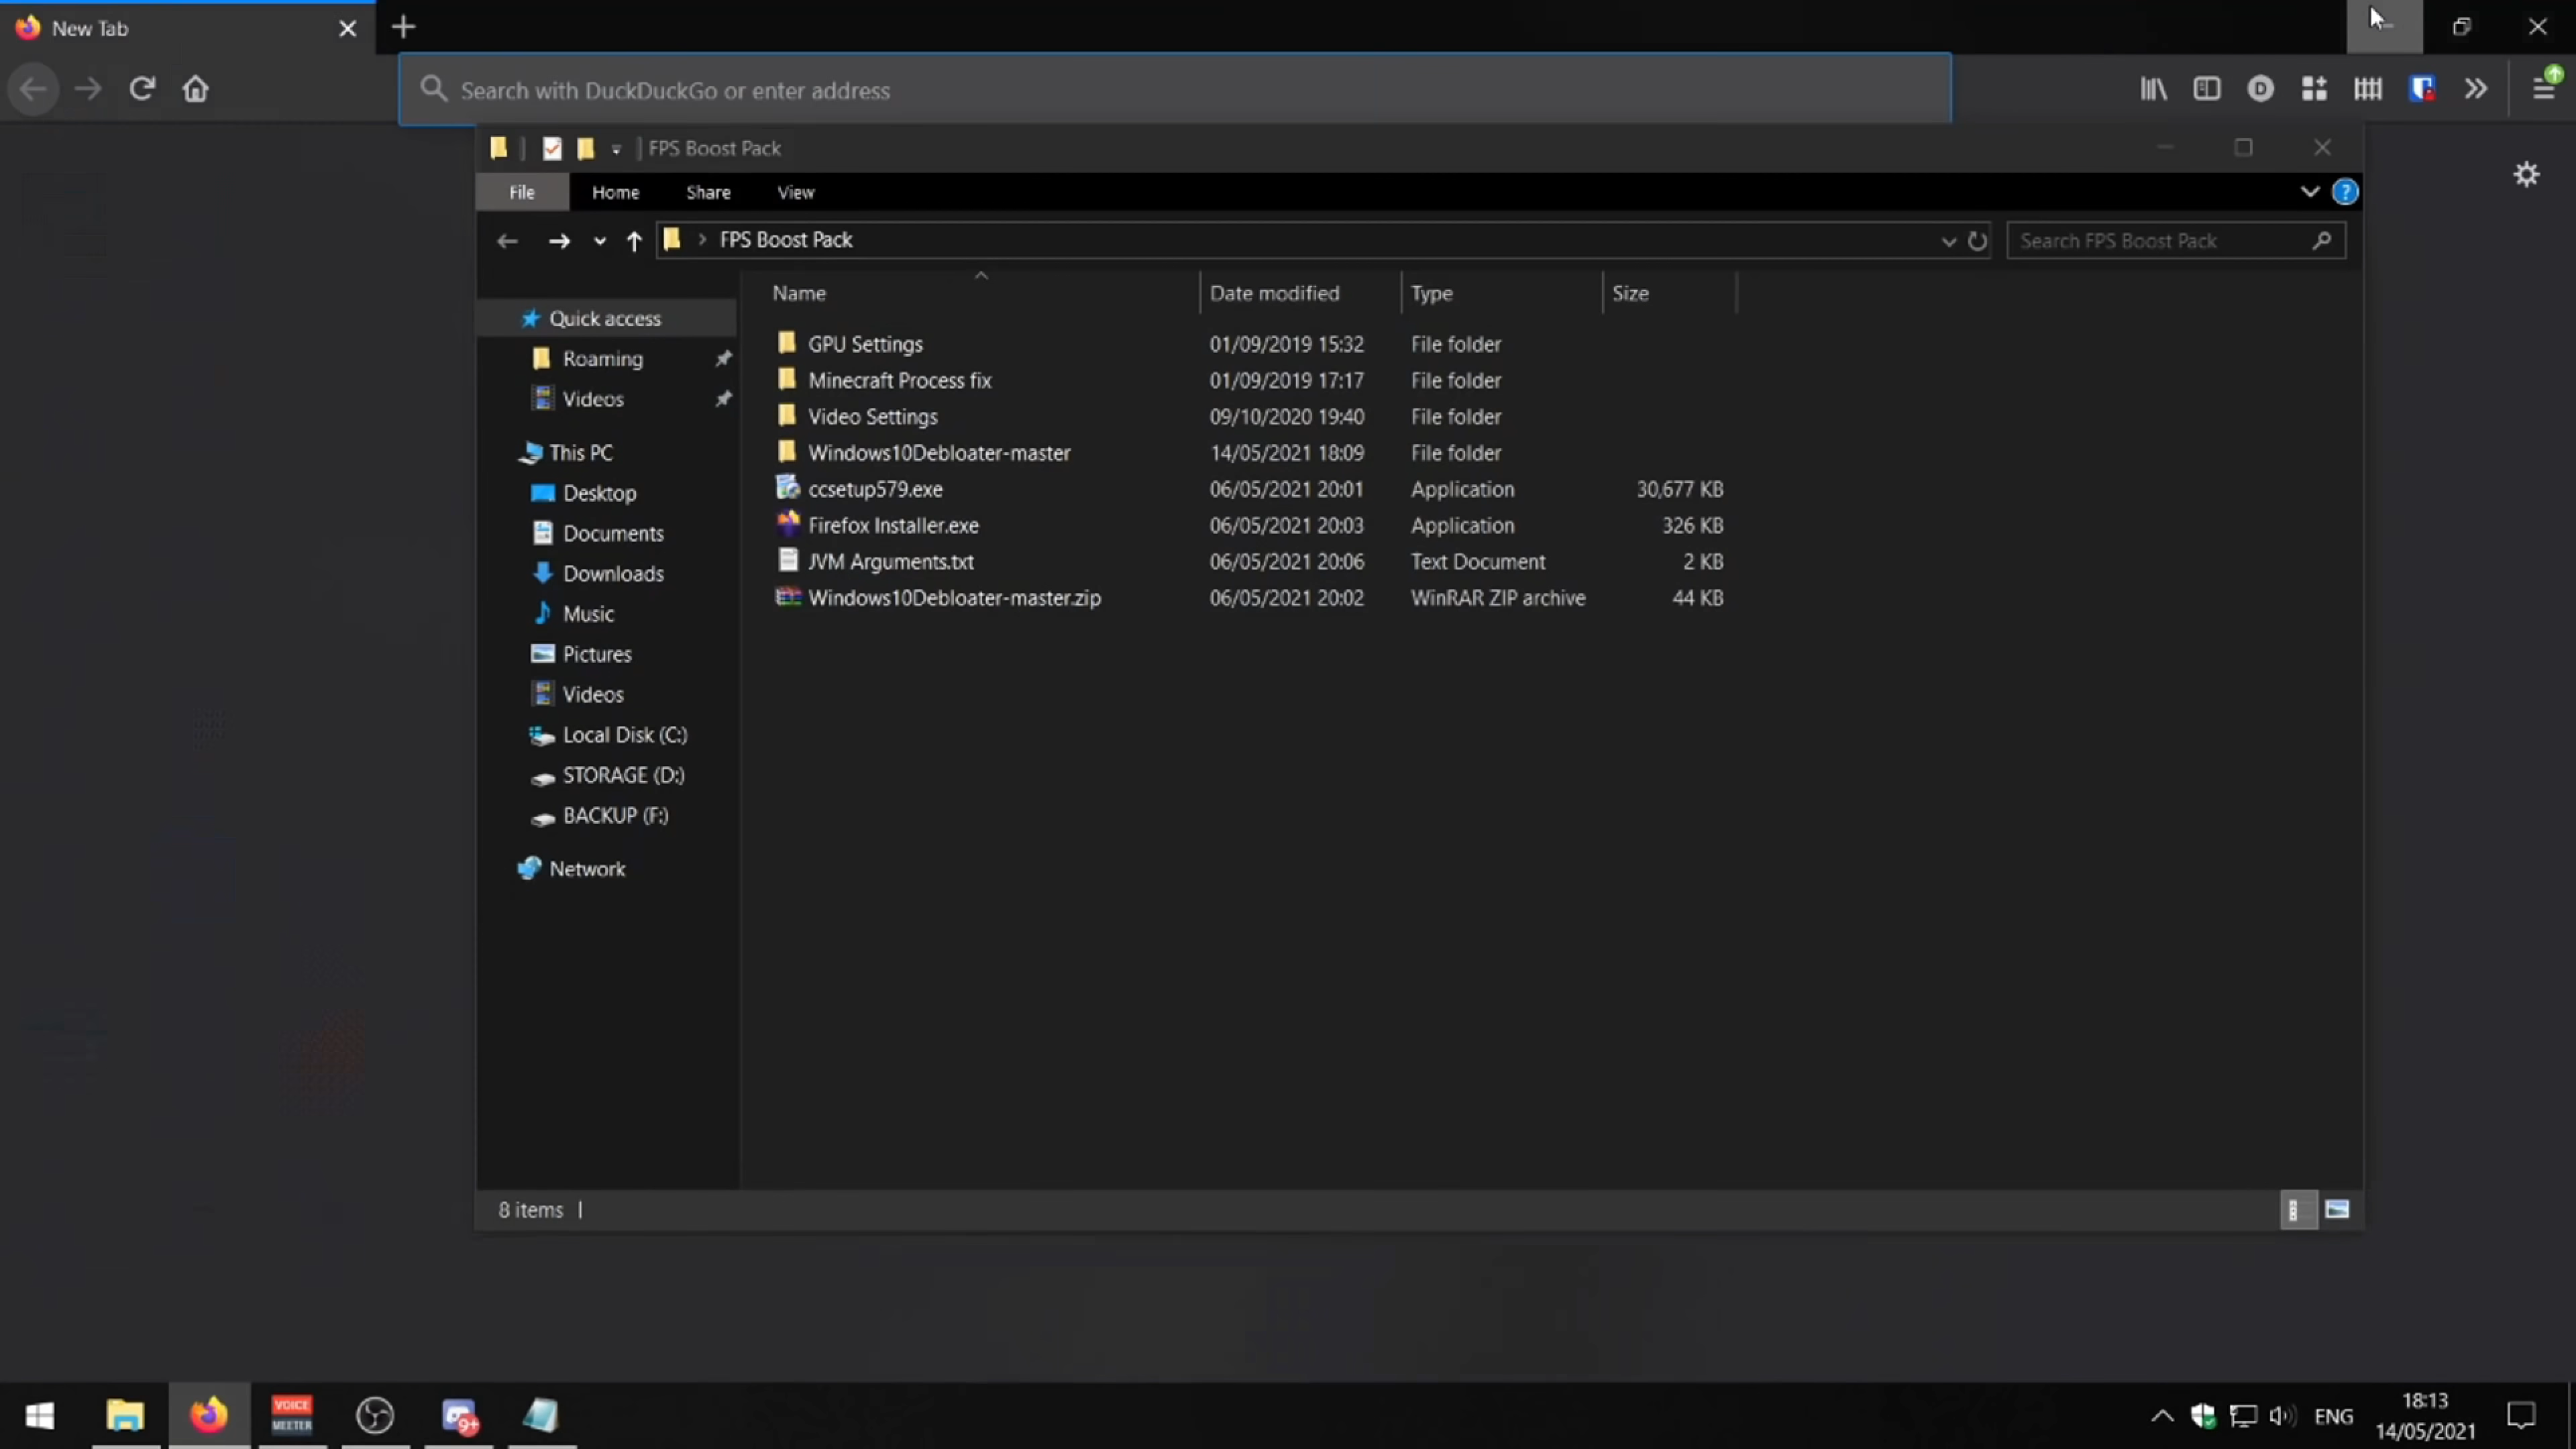 New Tab
Search with DuckDuckGo or enter address
FPS Boost Pack
File Home Share View
FPS Boost Pack
Search FPS Boost Pack
Name Date modified Type Size
Quick access
Roaming
Videos
This PC
Desktop
Documents
Downloads
Music
Pictures
Videos
Local Disk (C:)
STORAGE (D:)
BACKUP (F:)
Network
GPU Settings 01/09/2019 15:32 File folder
Minecraft Process fix 01/09/2019 17:17 File folder
Video Settings 09/10/2020 19:40 File folder
Windows10Debloater-master 14/05/2021 18:09 File folder
ccsetup579.exe 06/05/2021 20:01 Application 30,677 KB
Firefox Installer.exe 06/05/2021 20:03 Application 326 KB
JVM Arguments.txt 06/05/2021 20:06 Text Document 2 KB
Windows10Debloater-master.zip 06/05/2021 20:02 WinRAR ZIP archive 44 KB
8 items
VOICE
MEETER
9+
ENG
18:13
14/05/2021